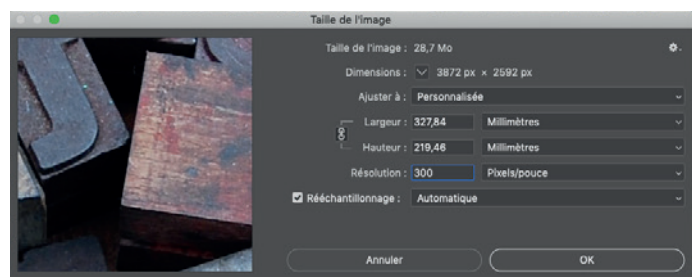 Taille de l'image
Taille de l'image : 28,7 Mo
Dimensions : 3872 px × 2592 px
Ajuster à : Personnalisée
Largeur : 327,84 Millimètres
Hauteur : 219,46 Millimètres
Résolution : 300 Pixels/pouce
Rééchantillonnage : Automatique
Annuler OK